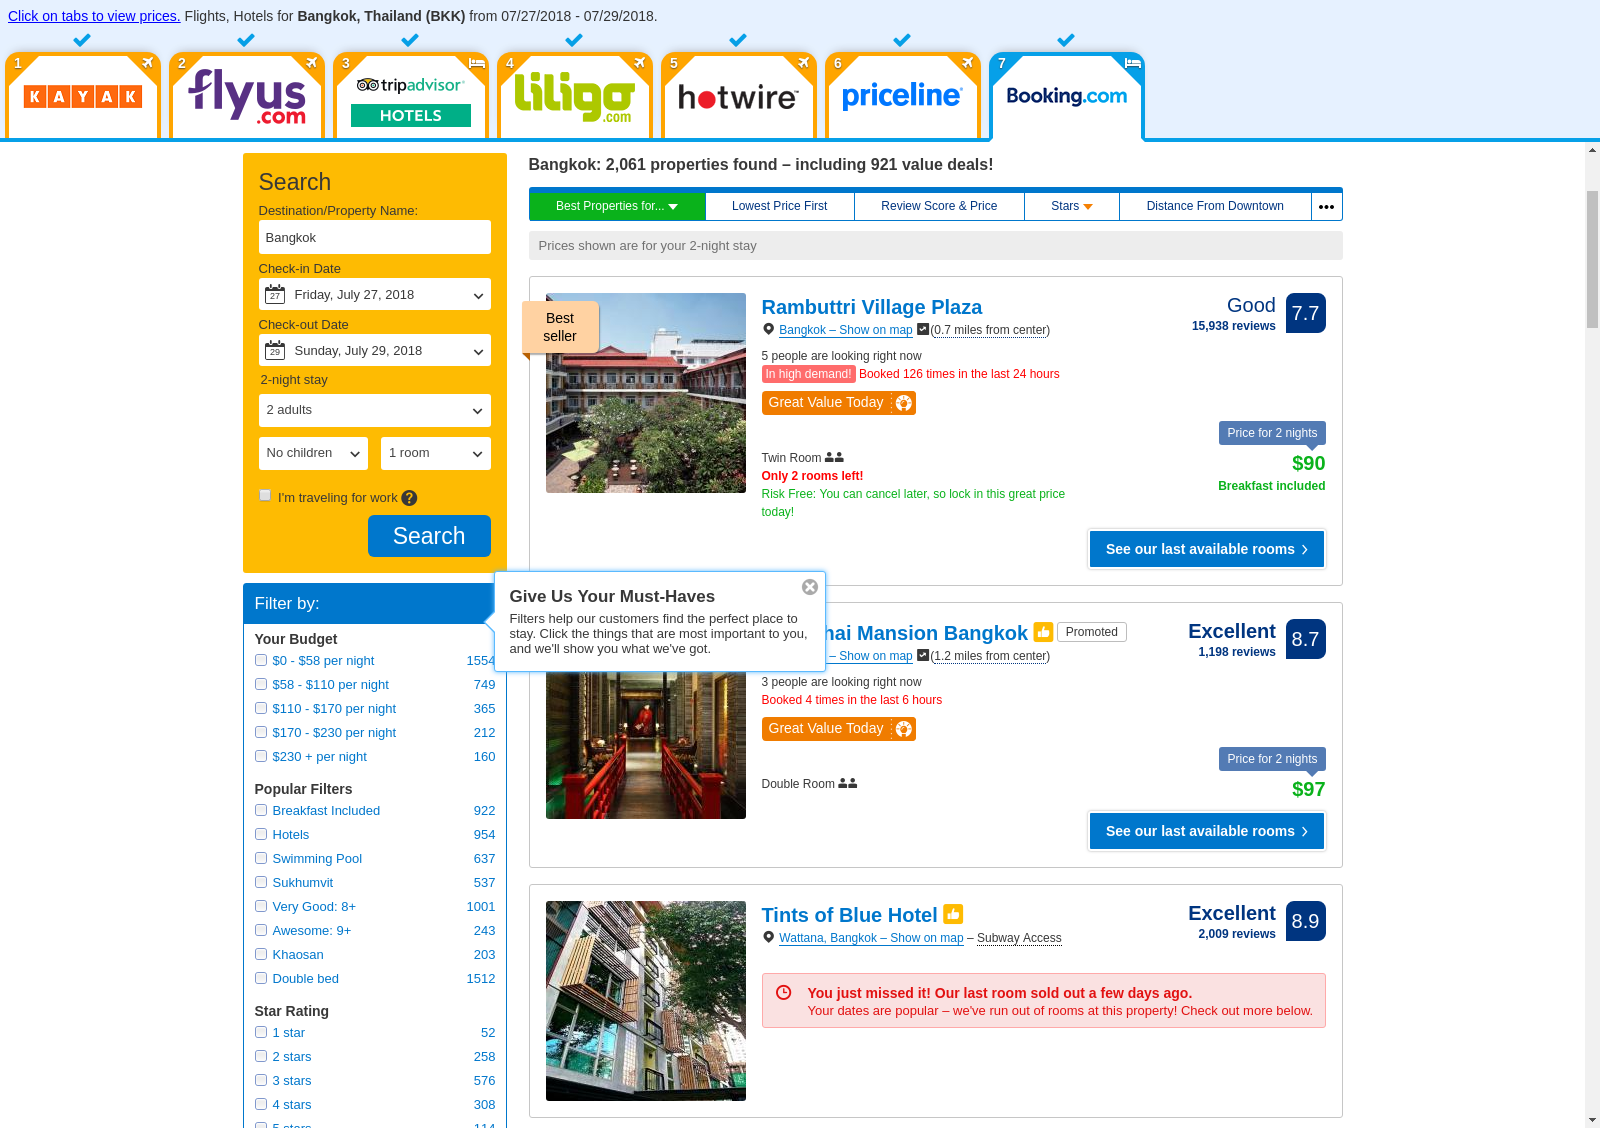 Click on tabs to view prices. Flights, Hotels for Bangkok, Thailand (BKK) from 07/27/2018 - 07/29/2018.
1
KAYAK
2
flyus.com
3
tripadvisor
HOTELS
4
liligo.com
5
hotwire™
6
priceline
7
Booking.com
Search
Destination/Property Name:
Bangkok
Check-in Date
27 Friday, July 27, 2018
Check-out Date
29 Sunday, July 29, 2018
2-night stay
2 adults
No children
1 room
I'm traveling for work ?
Search
Filter by:
Your Budget
$0 - $58 per night 1554
$58 - $110 per night 749
$110 - $170 per night 365
$170 - $230 per night 212
$230 + per night 160
Popular Filters
Breakfast Included 922
Hotels 954
Swimming Pool 637
Sukhumvit 537
Very Good: 8+ 1001
Awesome: 9+ 243
Khaosan 203
Double bed 1512
Star Rating
1 star 52
2 stars 258
3 stars 576
4 stars 308
5 stars 114
Give Us Your Must-Haves
Filters help our customers find the perfect place to
stay. Click the things that are most important to you,
and we'll show you what we've got.
Bangkok: 2,061 properties found – including 921 value deals!
Best Properties for...
Lowest Price First
Review Score & Price
Stars
Distance From Downtown
•••
Prices shown are for your 2-night stay
Best
seller
Rambuttri Village Plaza
Bangkok – Show on map (0.7 miles from center)
Good
15,938 reviews
7.7
5 people are looking right now
In high demand! Booked 126 times in the last 24 hours
Great Value Today
Price for 2 nights
Twin Room
$90
Only 2 rooms left!
Breakfast included
Risk Free: You can cancel later, so lock in this great price
today!
See our last available rooms
hai Mansion Bangkok
Promoted
– Show on map (1.2 miles from center)
Excellent
1,198 reviews
8.7
3 people are looking right now
Booked 4 times in the last 6 hours
Great Value Today
Price for 2 nights
Double Room
$97
See our last available rooms
Tints of Blue Hotel
Wattana, Bangkok – Show on map – Subway Access
Excellent
2,009 reviews
8.9
You just missed it! Our last room sold out a few days ago.
Your dates are popular – we've run out of rooms at this property! Check out more below.